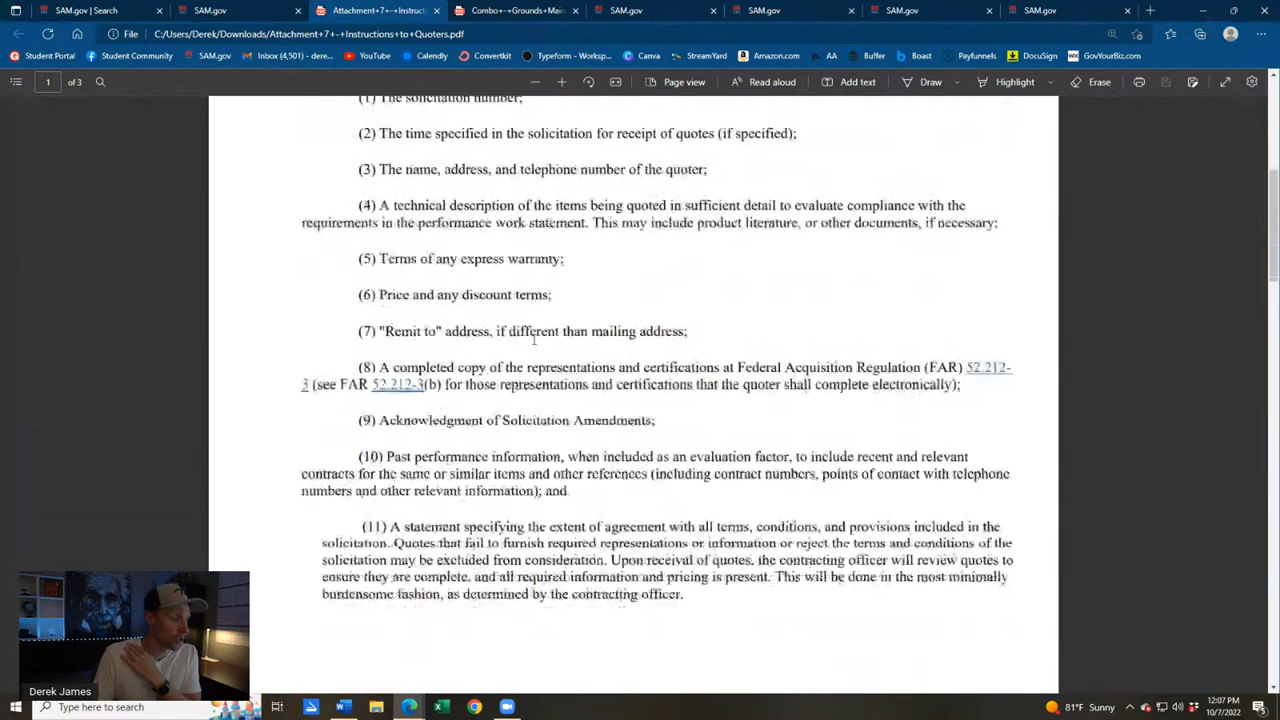 SAM.gov | Search
SAM.gov
Attachment+7+-+Instruct
Combo+-+Grounds+Main
SAM.gov
SAM.gov
SAM.gov
SAM.gov
File
C:/Users/Derek/Downloads/Attachment+7+-+Instructions+to+Quoters.pdf
Student Portal
Student Community
SAM.gov
Inbox (4,501) - dere...
YouTube
Calendly
Convertkit
Typeform - Worksp...
Canva
StreamYard
Amazon.com
AA
Buffer
Boast
Payfunnels
DocuSign
GovYourBiz.com
1 of 3
Page view
Read aloud
Add text
Draw
Highlight
Erase
(1) The solicitation number;
(2) The time specified in the solicitation for receipt of quotes (if specified);
(3) The name, address, and telephone number of the quoter;
(4) A technical description of the items being quoted in sufficient detail to evaluate compliance with the
requirements in the performance work statement. This may include product literature, or other documents, if necessary;
(5) Terms of any express warranty;
(6) Price and any discount terms;
(7) "Remit to" address, if different than mailing address;
(8) A completed copy of the representations and certifications at Federal Acquisition Regulation (FAR) 52.212-
3 (see FAR 52.212-3(b) for those representations and certifications that the quoter shall complete electronically);
(9) Acknowledgment of Solicitation Amendments;
(10) Past performance information, when included as an evaluation factor, to include recent and relevant
contracts for the same or similar items and other references (including contract numbers, points of contact with telephone
numbers and other relevant information); and
(11) A statement specifying the extent of agreement with all terms, conditions, and provisions included in the
solicitation. Quotes that fail to furnish required representations or information or reject the terms and conditions of the
solicitation may be excluded from consideration. Upon receival of quotes, the contracting officer will review quotes to
ensure they are complete, and all required information and pricing is present. This will be done in the most minimally
burdensome fashion, as determined by the contracting officer.
Derek James
Type here to search
81°F Sunny
12:07 PM
10/7/2022